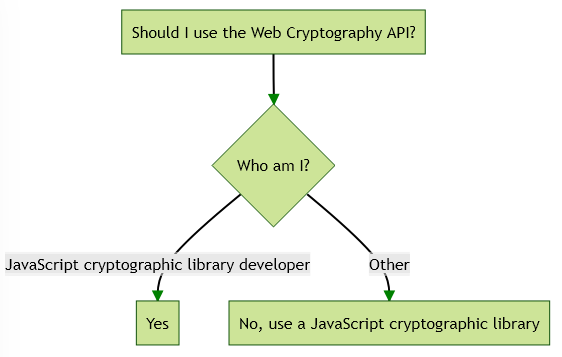 Should I use the Web Cryptography API?
Who am I?
JavaScript cryptographic library developer
Other
Yes
No, use a JavaScript cryptographic library